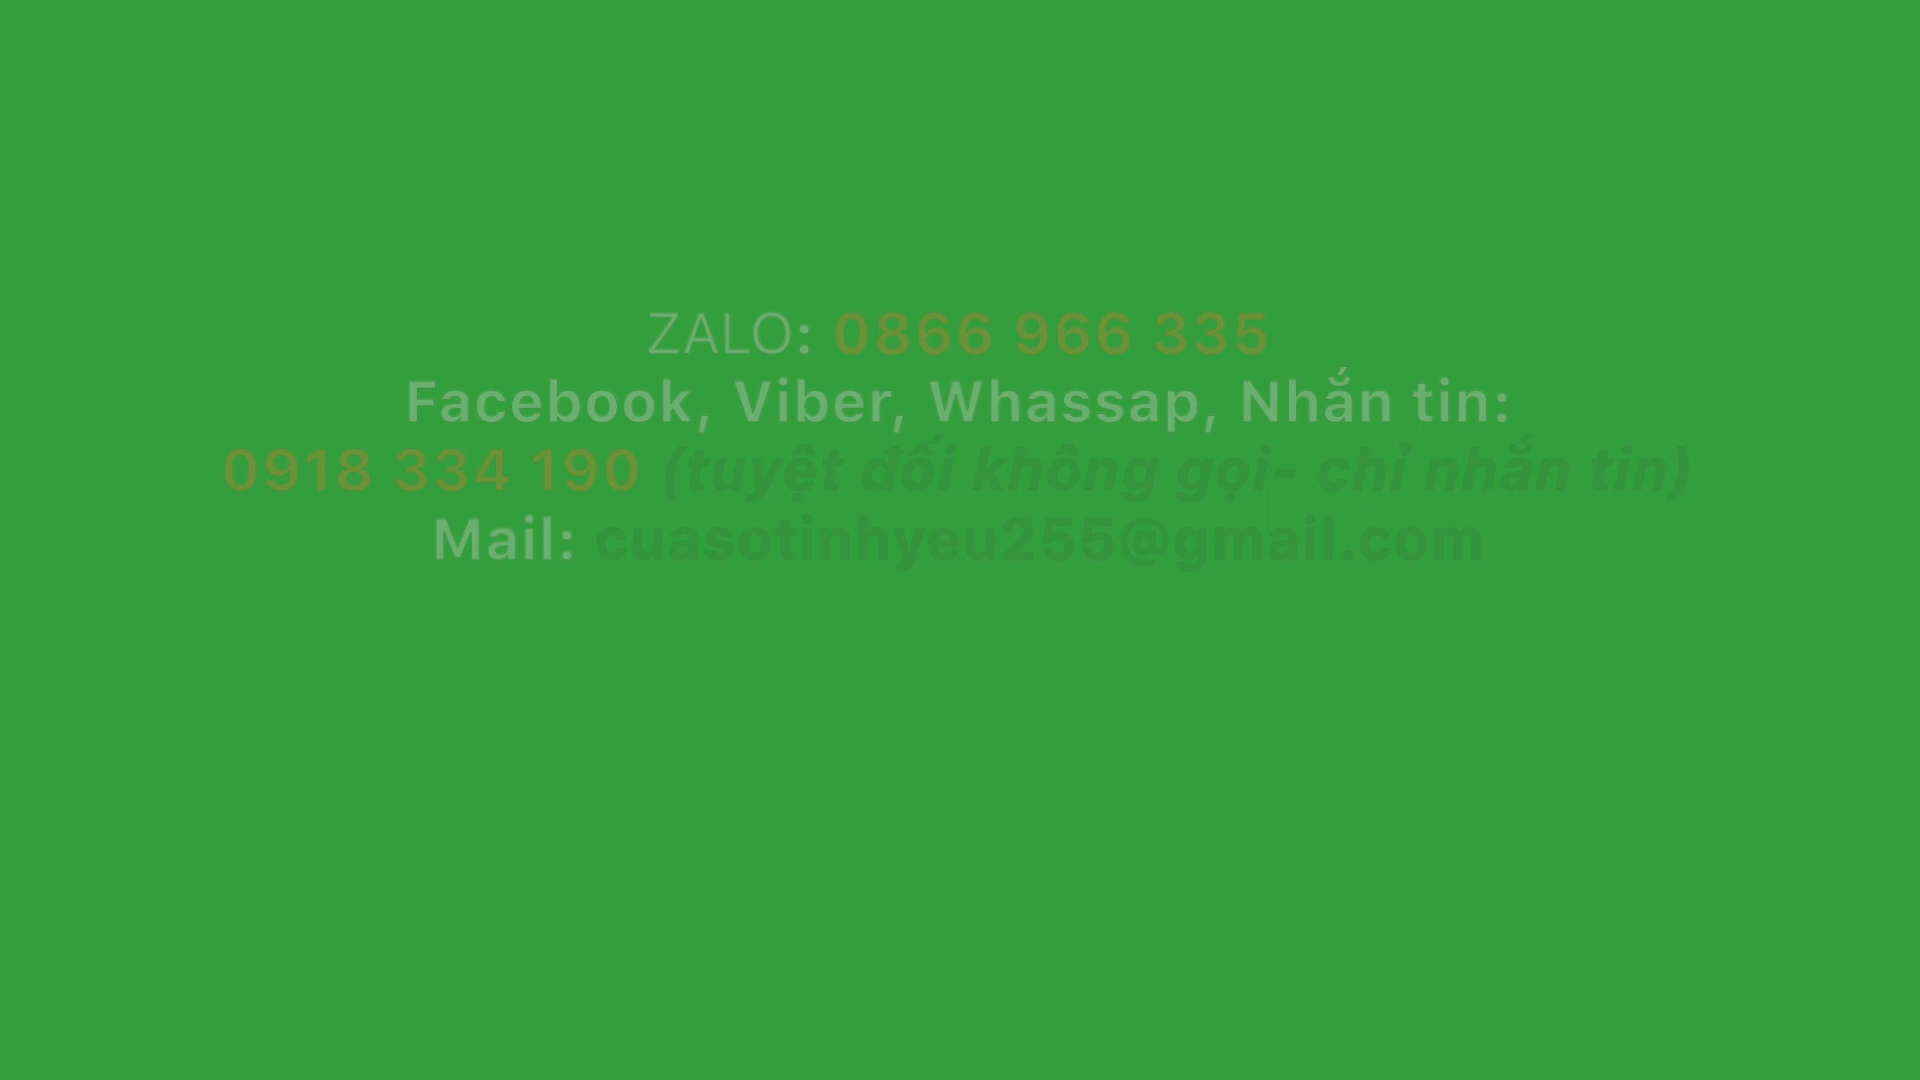 ZALO: 0866 966 335
Facebook, Viber, Whassap, Nhắn tin:
0918 334 190 (tuyệt đối không gọi- chỉ nhắn tin)
Mail: cuasotinhyeu255@gmail.com